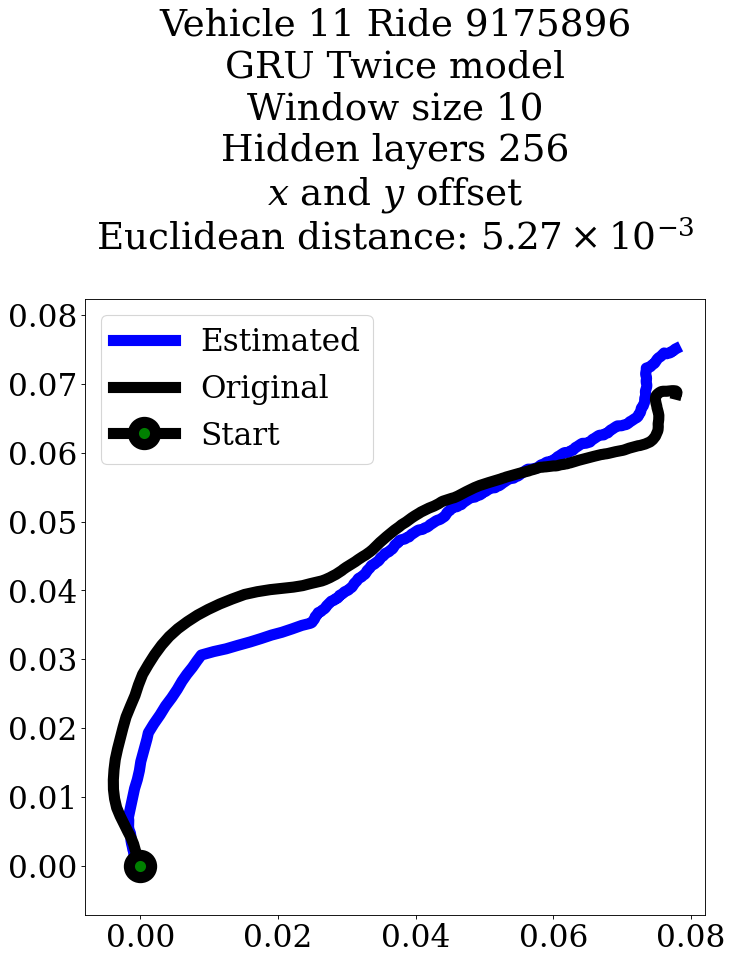 Vehicle 11 Ride 9175896
GRU Twice model
Window size 10
Hidden layers 256
x and y offset
Euclidean distance: 5.27 × 10⁻³
0.08
0.07
0.06
0.05
0.04
0.03
0.02
0.01
0.00
Estimated
Original
Start
0.00 0.02 0.04 0.06 0.08